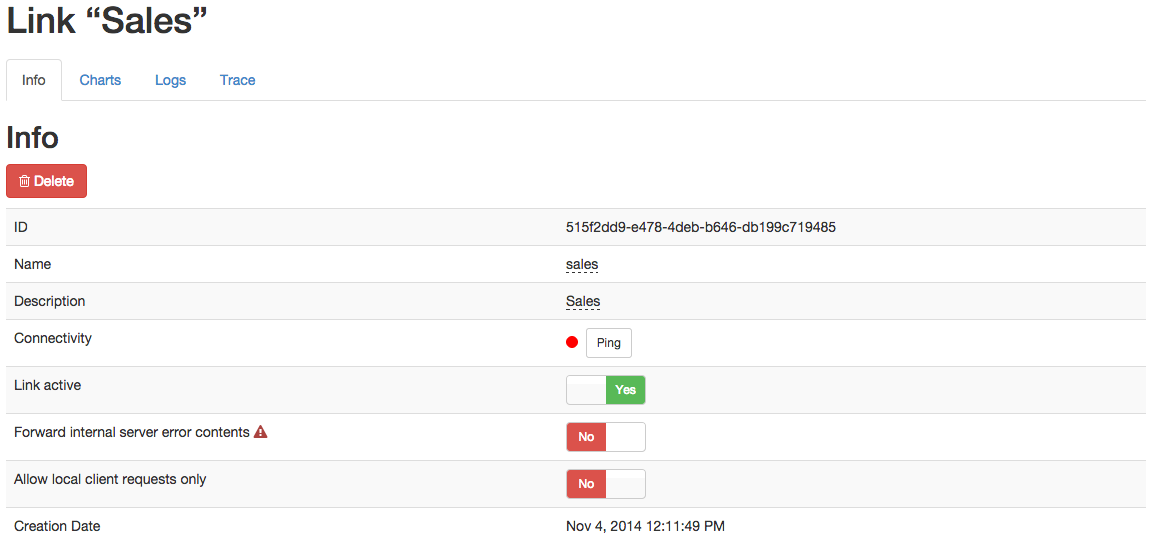 Link “Sales”
Info Charts Logs Trace
Info
Delete
ID 515f2dd9-e478-4deb-b646-db199c719485
Name sales
Description Sales
Connectivity Ping
Link active Yes
Forward internal server error contents No
Allow local client requests only No
Creation Date Nov 4, 2014 12:11:49 PM